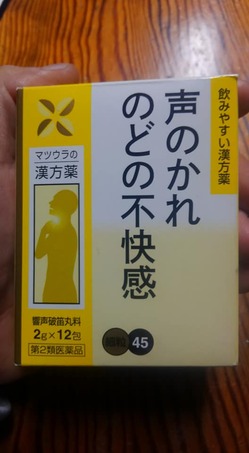 飲みやすい漢方薬
声のかれ
のどの不快感
マツウラの
漢方薬
響声破笛丸料
2g×12包
第2類医薬品
細粒 45